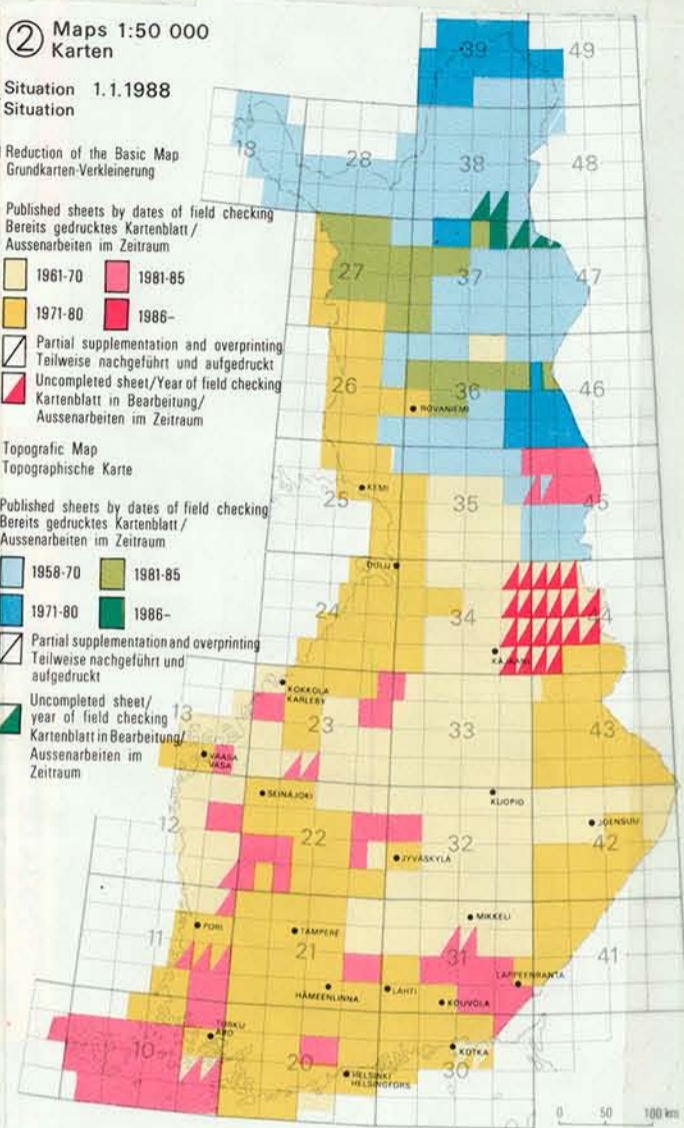 2 Maps 1:50 000
Karten
Situation 1.1.1988
Situation
Reduction of the Basic Map
Grundkarten-Verkleinerung
Published sheets by dates of field checking
Bereits gedrucktes Kartenblatt/
Aussenarbeiten im Zeitraum
1961-70 1981-85
1971-80 1986-
Partial supplementation and overprinting
Teilweise nachgeführt und aufgedruckt
Uncompleted sheet/Year of field checking
Kartenblatt in Bearbeitung/
Aussenarbeiten im Zeitraum
Topografic Map
Topographische Karte
Published sheets by dates of field checking
Bereits gedrucktes Kartenblatt/
Aussenarbeiten im Zeitraum
1958-70 1981-85
1971-80 1986-
Partial supplementation and overprinting
Teilweise nachgeführt und
aufgedruckt
Uncompleted sheet/
year of field checking
Kartenblatt in Bearbeitung/
Aussenarbeiten im
Zeitraum
39 49
18 28 38 48
27 37 47
26 36 46
ROVANIEMI
KEMI
25 35 45
OULU
24 34 44
KAJAANI
KOKKOLA
KARLEBY
13 23 33 43
VAASA
VASA
SEINÄJOKI
KUOPIO
JOENSUU
12 22 32 42
JYVÄSKYLÄ
MIKKELI
PORI
TAMPERE
11 21 31 41
LAPPEENRANTA
HÄMEENLINNA
LAHTI
KOUVOLA
TURKU
ÅBO
KOTKA
10 20 30
HELSINKI
HELSINGFORS
0 50 100 km